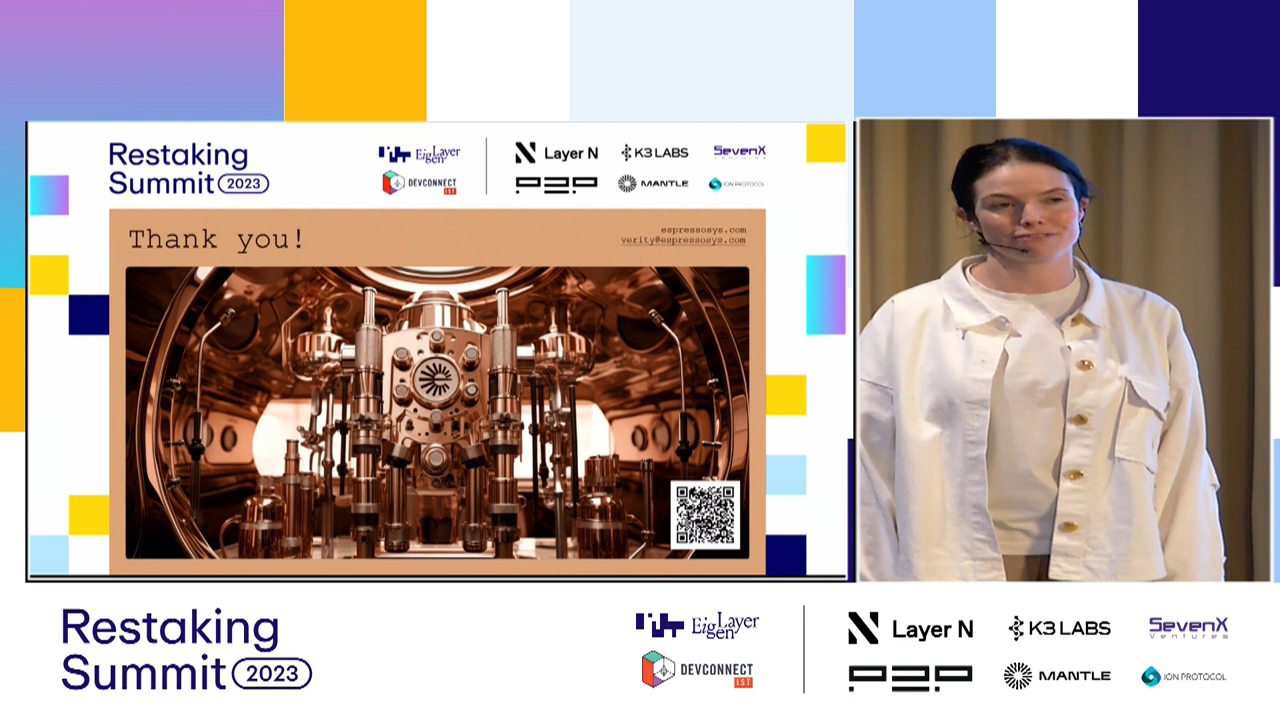 Restaking
Summit 2023
EigenLayer
DEVCONNECT
IST
Layer N
K3 LABS
SevenX
ventures
P2P
MANTLE
ION PROTOCOL
Thank you!
espressosys.com
verity@espressosys.com
Restaking
Summit 2023
EigenLayer
DEVCONNECT
IST
Layer N
K3 LABS
SevenX
Ventures
P2P
MANTLE
ION PROTOCOL